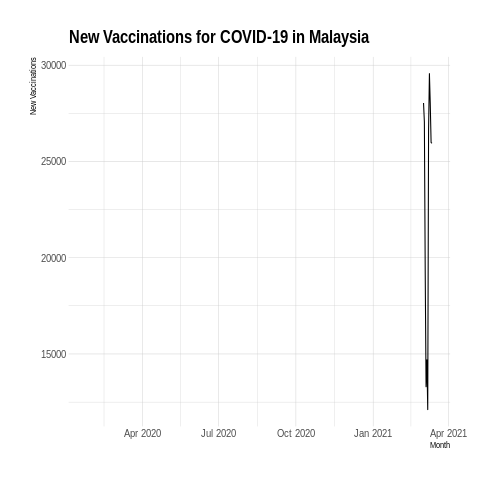 New Vaccinations for COVID-19 in Malaysia
New Vaccinations
30000
25000
20000
15000
Apr 2020 Jul 2020 Oct 2020 Jan 2021 Apr 2021
Month